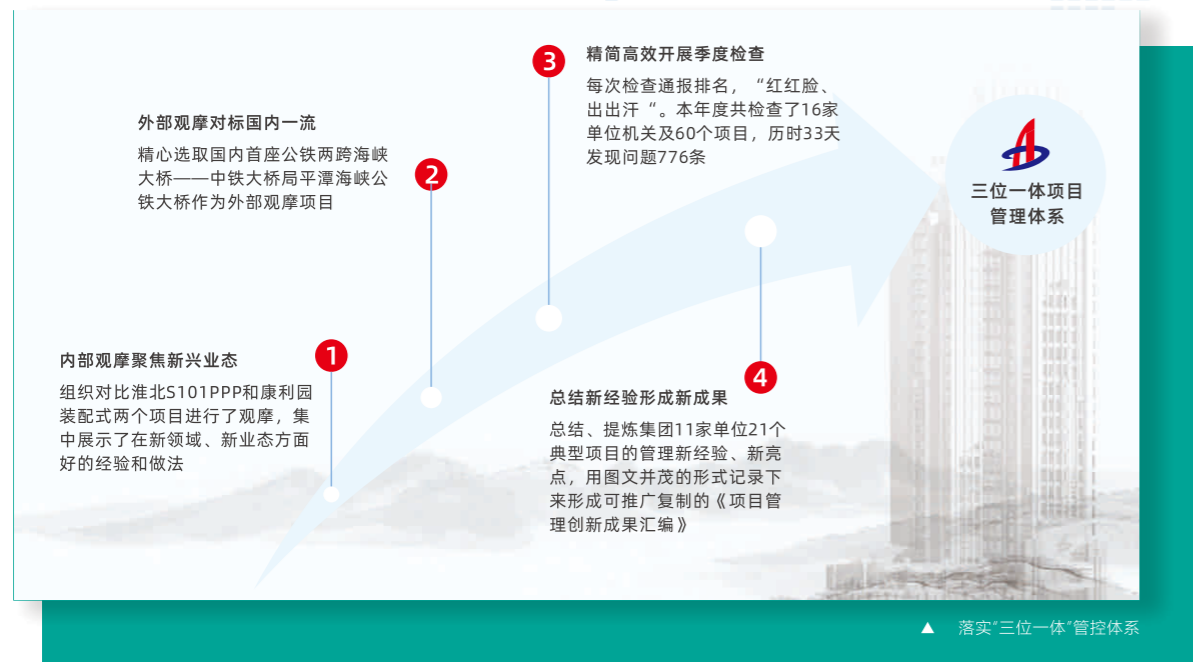 1
内部观摩聚焦新兴业态
组织对比淮北S101PPP和康利园
装配式两个项目进行了观摩，集
中展示了在新领域、新业态方面
好的经验和做法
2
外部观摩对标国内一流
精心选取国内首座公铁两跨海峡
大桥——中铁大桥局平潭海峡公
铁大桥作为外部观摩项目
3
精简高效开展季度检查
每次检查通报排名，“红红脸、
出出汗“。本年度共检查了16家
单位机关及60个项目，历时33天
发现问题776条
4
总结新经验形成新成果
总结、提炼集团11家单位21个
典型项目的管理新经验、新亮
点，用图文并茂的形式记录下
来形成可推广复制的《项目管
理创新成果汇编》
三位一体项目
管理体系
▲ 落实“三位一体”管控体系